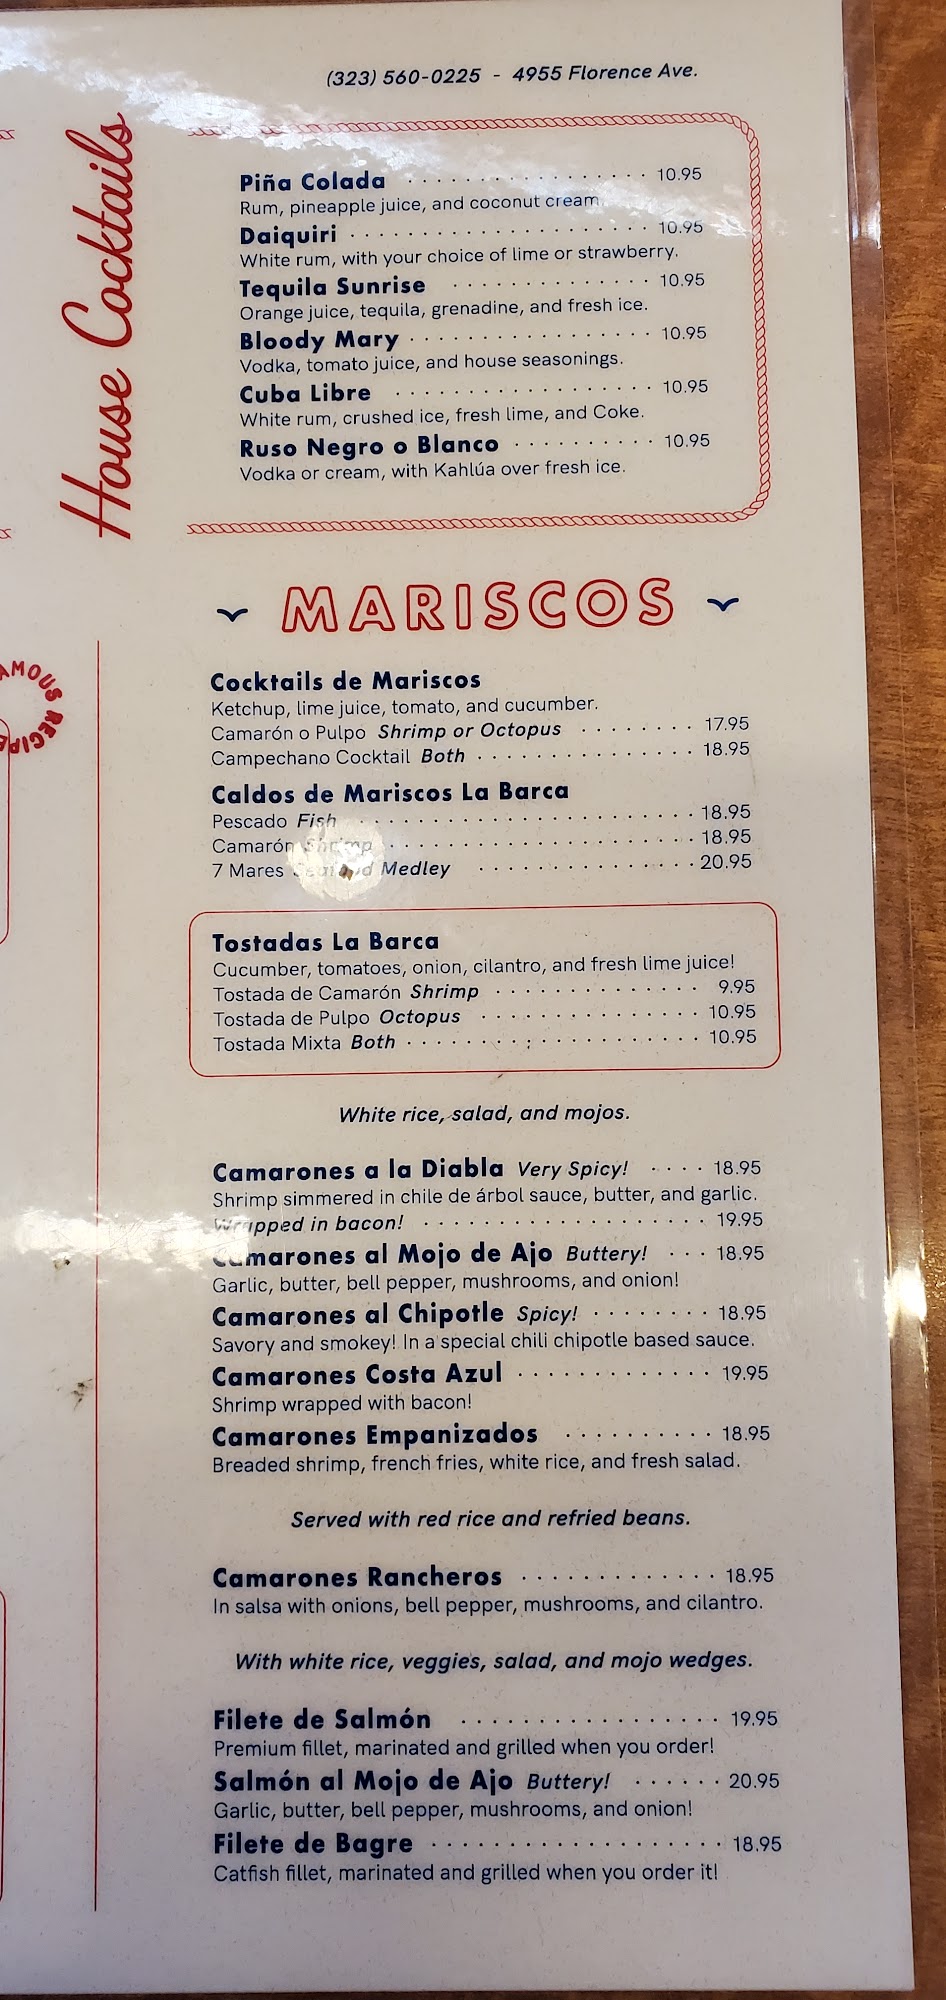 (323) 560-0225 - 4955 Florence Ave.
House Cocktails
Piña Colada 10.95
Rum, pineapple juice, and coconut cream
Daiquiri 10.95
White rum, with your choice of lime or strawberry.
Tequila Sunrise 10.95
Orange juice, tequila, grenadine, and fresh ice.
Bloody Mary 10.95
Vodka, tomato juice, and house seasonings.
Cuba Libre 10.95
White rum, crushed ice, fresh lime, and Coke.
Ruso Negro o Blanco 10.95
Vodka or cream, with Kahlúa over fresh ice.
MARISCOS
Cocktails de Mariscos
Ketchup, lime juice, tomato, and cucumber.
Camarón o Pulpo Shrimp or Octopus 17.95
Campechano Cocktail Both 18.95
Caldos de Mariscos La Barca
Pescado Fish 18.95
Camarón Shrimp 18.95
7 Mares Seafood Medley 20.95
Tostadas La Barca
Cucumber, tomatoes, onion, cilantro, and fresh lime juice!
Tostada de Camarón Shrimp 9.95
Tostada de Pulpo Octopus 10.95
Tostada Mixta Both 10.95
White rice, salad, and mojos.
Camarones a la Diabla Very Spicy! 18.95
Shrimp simmered in chile de árbol sauce, butter, and garlic.
Wrapped in bacon! 19.95
Camarones al Mojo de Ajo Buttery! 18.95
Garlic, butter, bell pepper, mushrooms, and onion!
Camarones al Chipotle Spicy! 18.95
Savory and smokey! In a special chili chipotle based sauce.
Camarones Costa Azul 19.95
Shrimp wrapped with bacon!
Camarones Empanizados 18.95
Breaded shrimp, french fries, white rice, and fresh salad.
Served with red rice and refried beans.
Camarones Rancheros 18.95
In salsa with onions, bell pepper, mushrooms, and cilantro.
With white rice, veggies, salad, and mojo wedges.
Filete de Salmón 19.95
Premium fillet, marinated and grilled when you order!
Salmón al Mojo de Ajo Buttery! 20.95
Garlic, butter, bell pepper, mushrooms, and onion!
Filete de Bagre 18.95
Catfish fillet, marinated and grilled when you order it!